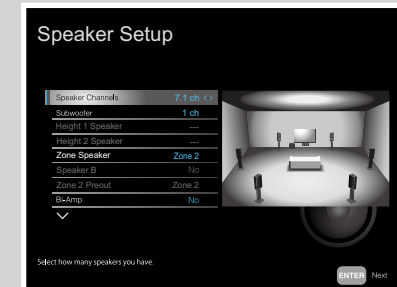 Speaker Setup
Speaker Channels 7.1 ch <>
Subwoofer 1 ch
Height 1 Speaker ---
Height 2 Speaker ---
Zone Speaker Zone 2
Speaker B No
Zone 2 Preout Zone 2
Bi-Amp No
Select how many speakers you have.
ENTER Next